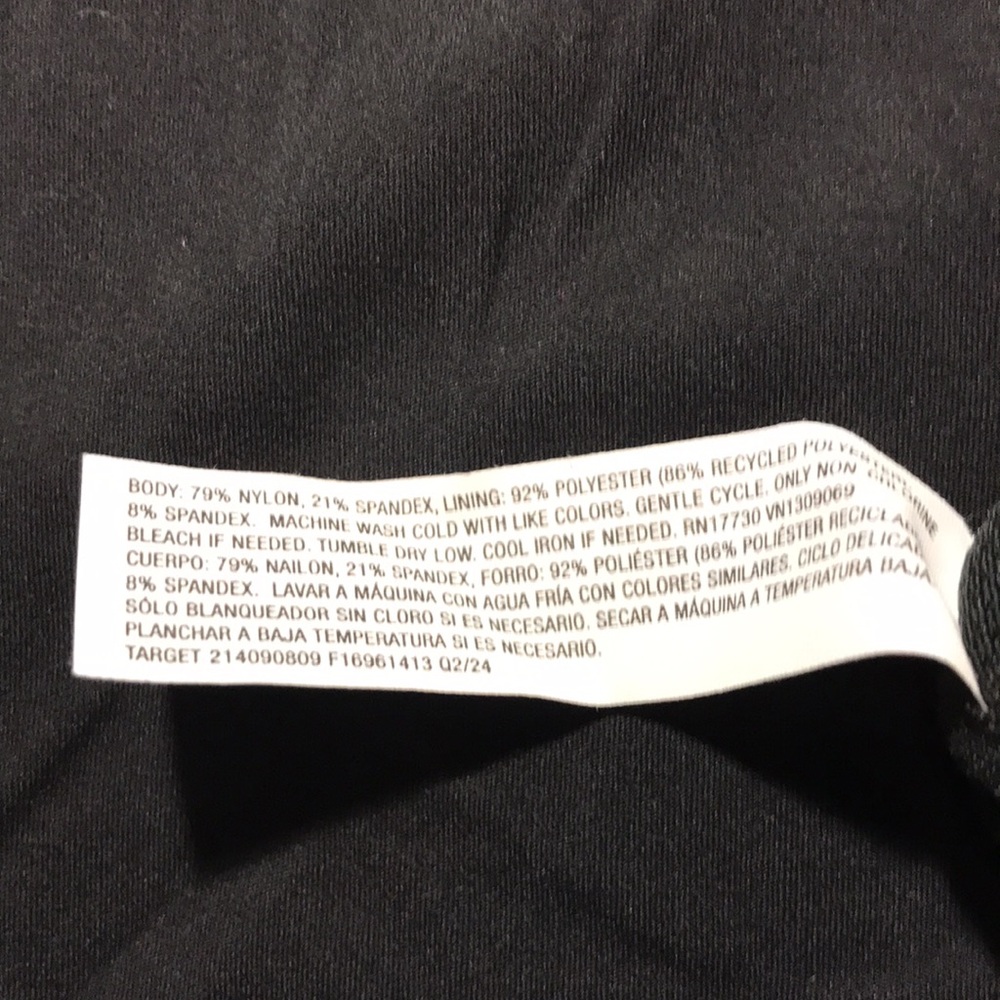 BODY: 79% NYLON, 21% SPANDEX, LINING: 92% POLYESTER (86% RECYCLED POLYESTER)
8% SPANDEX. MACHINE WASH COLD WITH LIKE COLORS. GENTLE CYCLE. ONLY NON CHLORINE
BLEACH IF NEEDED. TUMBLE DRY LOW. COOL IRON IF NEEDED. RN17730 VN1309069
CUERPO: 79% NAILON, 21% SPANDEX, FORRO: 92% POLIÉSTER (86% POLIÉSTER
8% SPANDEX. LAVAR A MÁQUINA CON AGUA FRÍA CON COLORES SIMILARES. CICLO
SÓLO BLANQUEADOR SIN CLORO SI ES NECESARIO. SECAR A MÁQUINA A TEMPERATURA BAJA
PLANCHAR A BAJA TEMPERATURA SI ES NECESARIO.
TARGET 214090809 F16961413 Q2/24